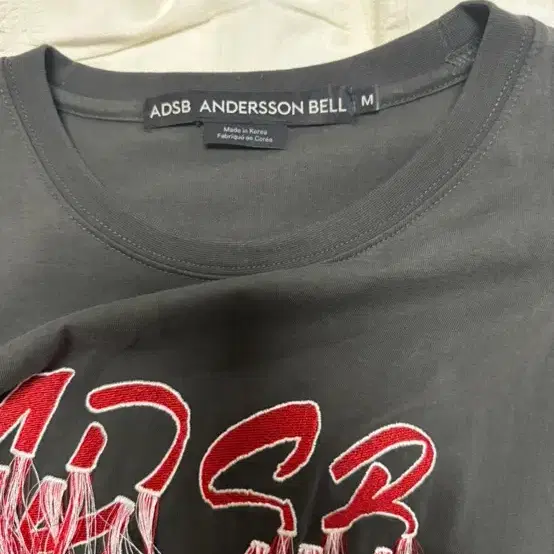 ADSB ANDERSSON BELL M
Made in Korea
Fabriqué en Corée
ADSB